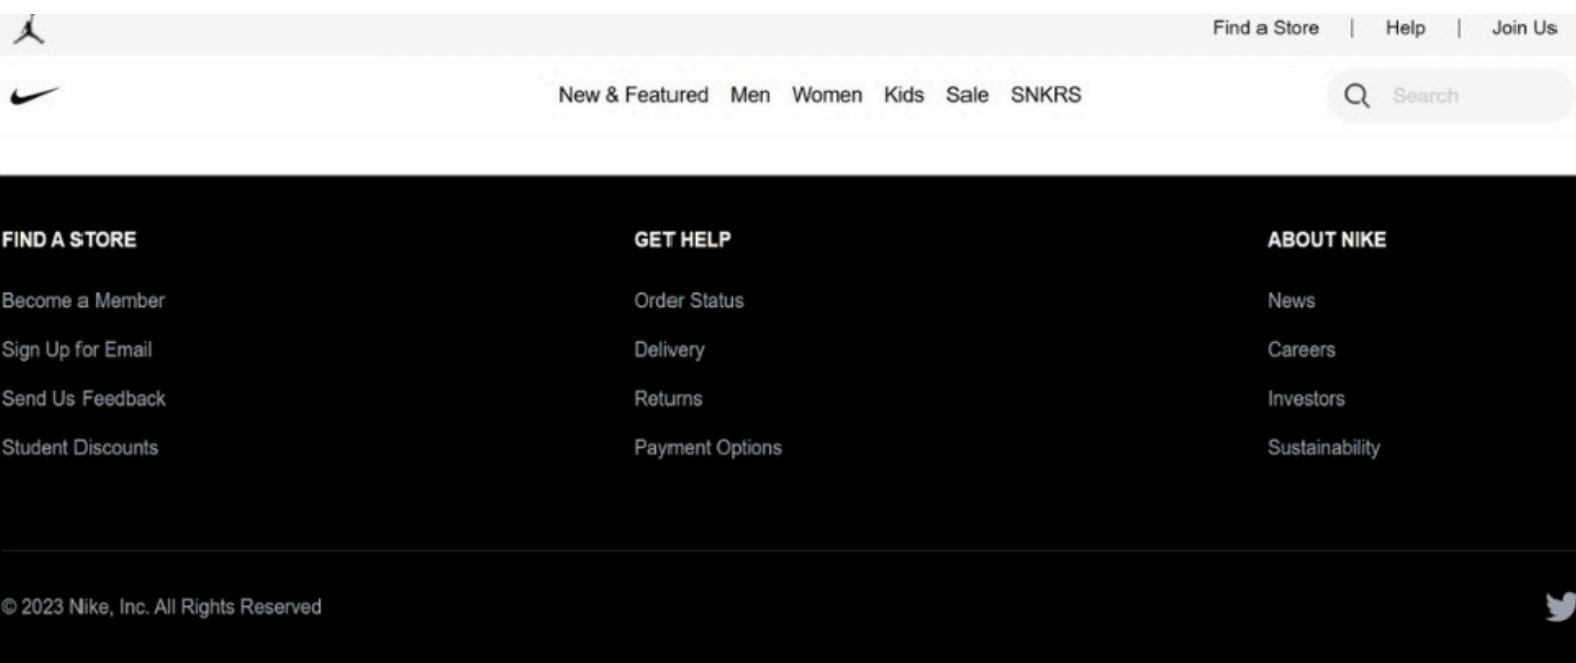 Find a Store | Help | Join Us
New & Featured Men Women Kids Sale SNKRS Search
FIND A STORE
Become a Member
Sign Up for Email
Send Us Feedback
Student Discounts
GET HELP
Order Status
Delivery
Returns
Payment Options
ABOUT NIKE
News
Careers
Investors
Sustainability
© 2023 Nike, Inc. All Rights Reserved